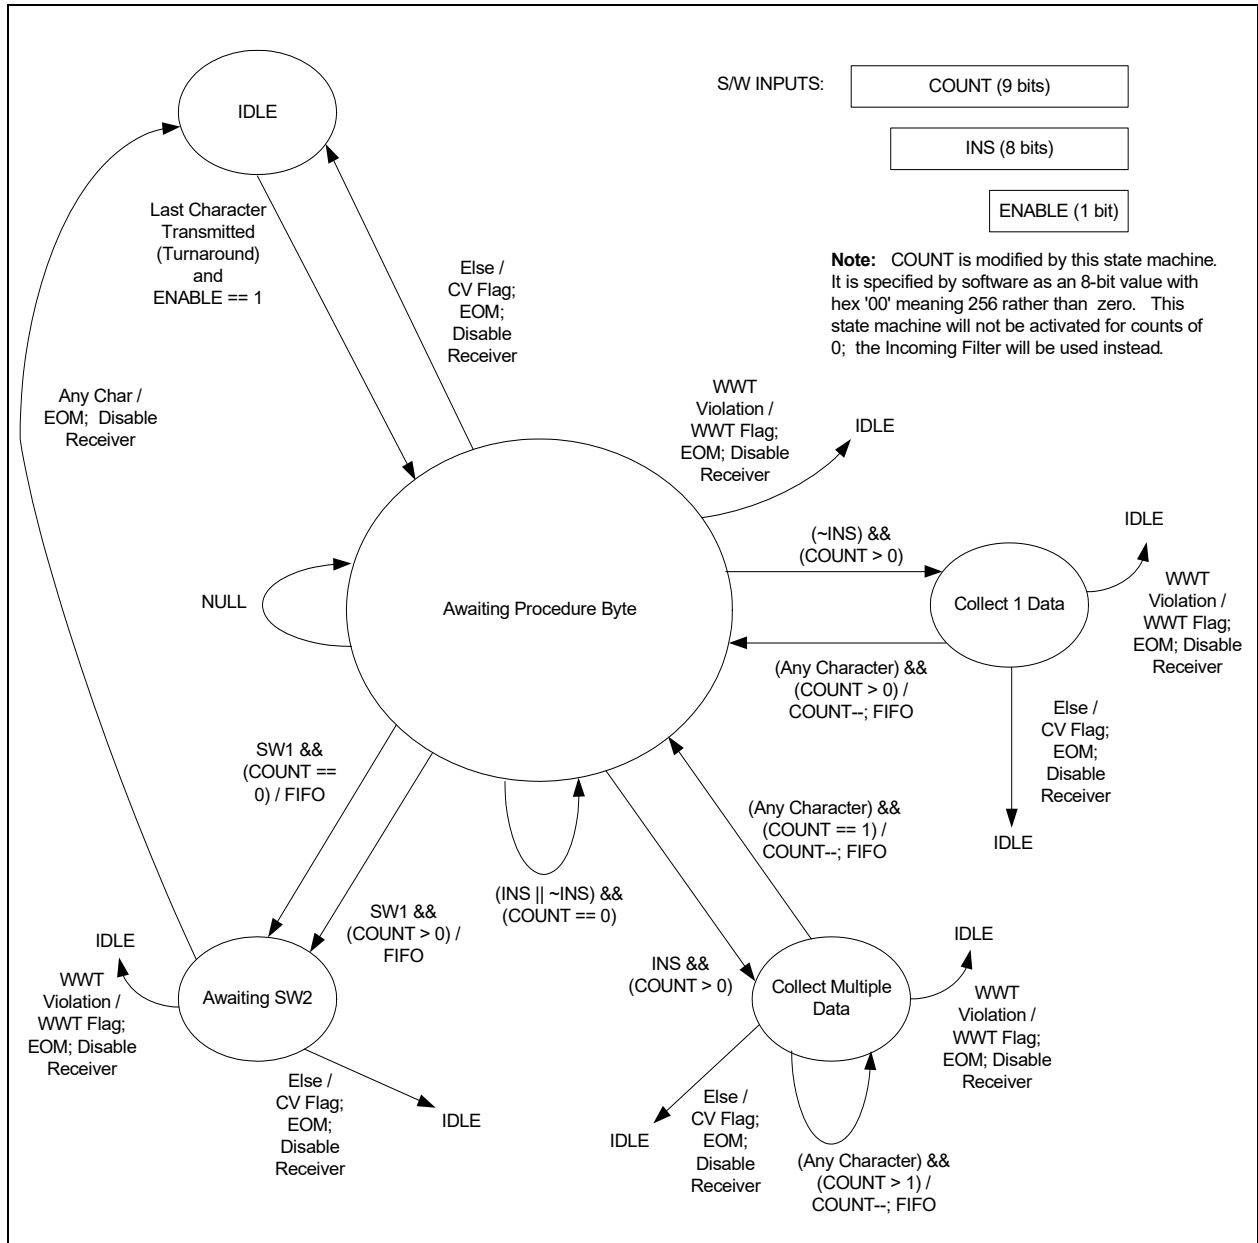 IDLE
S/W INPUTS:
COUNT (9 bits)
INS (8 bits)
ENABLE (1 bit)
Note: COUNT is modified by this state machine.
It is specified by software as an 8-bit value with
hex '00' meaning 256 rather than zero. This
state machine will not be activated for counts of
0; the Incoming Filter will be used instead.
Last Character
Transmitted
(Turnaround)
and
ENABLE == 1
Else /
CV Flag;
EOM;
Disable
Receiver
Any Char /
EOM; Disable
Receiver
WWT
Violation /
WWT Flag;
EOM; Disable
Receiver
IDLE
(~INS) &&
(COUNT > 0)
IDLE
NULL
Awaiting Procedure Byte
Collect 1 Data
WWT
Violation /
WWT Flag;
EOM; Disable
Receiver
(Any Character) &&
(COUNT > 0) /
COUNT--; FIFO
Else /
CV Flag;
EOM;
Disable
Receiver
IDLE
SW1 &&
(COUNT ==
0) / FIFO
(Any Character) &&
(COUNT == 1) /
COUNT--; FIFO
(INS || ~INS) &&
(COUNT == 0)
SW1 &&
(COUNT > 0) /
FIFO
INS &&
(COUNT > 0)
IDLE
WWT
Violation /
WWT Flag;
EOM; Disable
Receiver
Awaiting SW2
Collect Multiple
Data
IDLE
WWT
Violation /
WWT Flag;
EOM; Disable
Receiver
Else /
CV Flag;
EOM;
Disable
Receiver
IDLE
IDLE
Else /
CV Flag;
EOM;
Disable
Receiver
(Any Character) &&
(COUNT > 1) /
COUNT--; FIFO